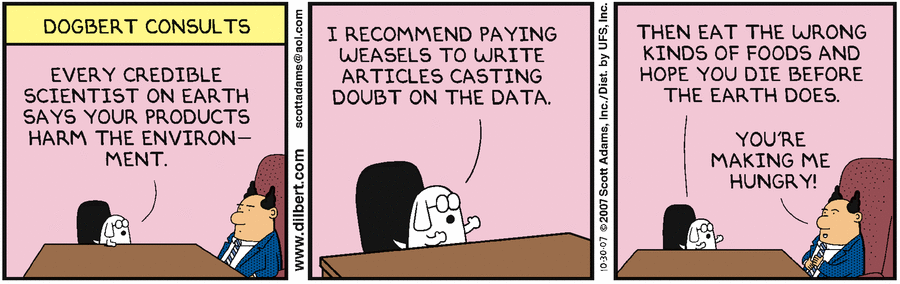 DOGBERT CONSULTS
EVERY CREDIBLE
SCIENTIST ON EARTH
SAYS YOUR PRODUCTS
HARM THE ENVIRON-
MENT.
www.dilbert.com
scottadams@aol.com
I RECOMMEND PAYING
WEASELS TO WRITE
ARTICLES CASTING
DOUBT ON THE DATA.
10-30-07 ©2007 Scott Adams, Inc./Dist. by UFS, Inc.
THEN EAT THE WRONG
KINDS OF FOODS AND
HOPE YOU DIE BEFORE
THE EARTH DOES.
YOU'RE
MAKING ME
HUNGRY!